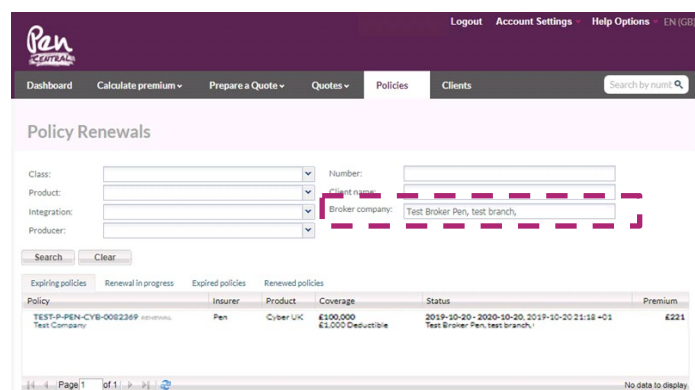 Logout Account Settings Help Options EN (GB)
Pen
CENTRAL
Dashboard Calculate premium Prepare a Quote Quotes Policies Clients Search by numb
Policy Renewals
Class: Number:
Product: Client name:
Integration: Broker company: Test Broker Pen, test branch,
Producer:
Search Clear
Expiring policies Renewal in progress Expired policies Renewed policies
Policy Insurer Product Coverage Status Premium
TEST-P-PEN-CYB-0082369 RENEWAL Pen Cyber UK £100,000 2019-10-20 - 2020-10-20, 2019-10-20 21:18 +01 £221
Test Company £1,000 Deductible Test Broker Pen, test branch,
Page 1 of 1 No data to display